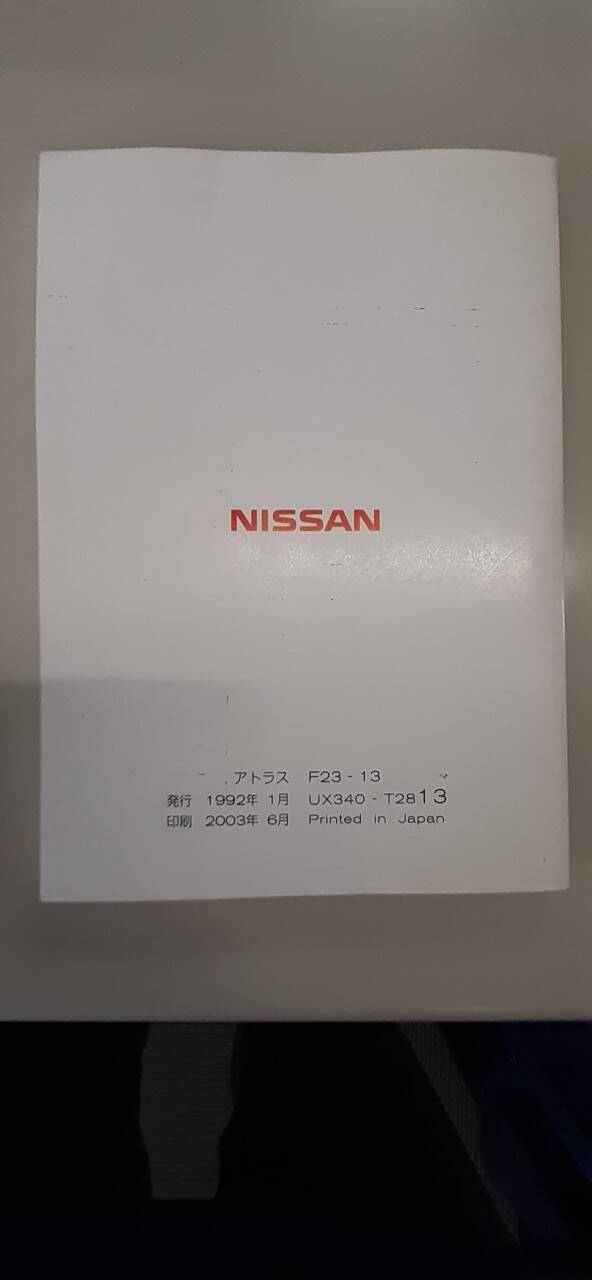 NISSAN
アトラス F23 - 13
発行 1992年 1月 UX340 - T2813
印刷 2003年 6月 Printed in Japan